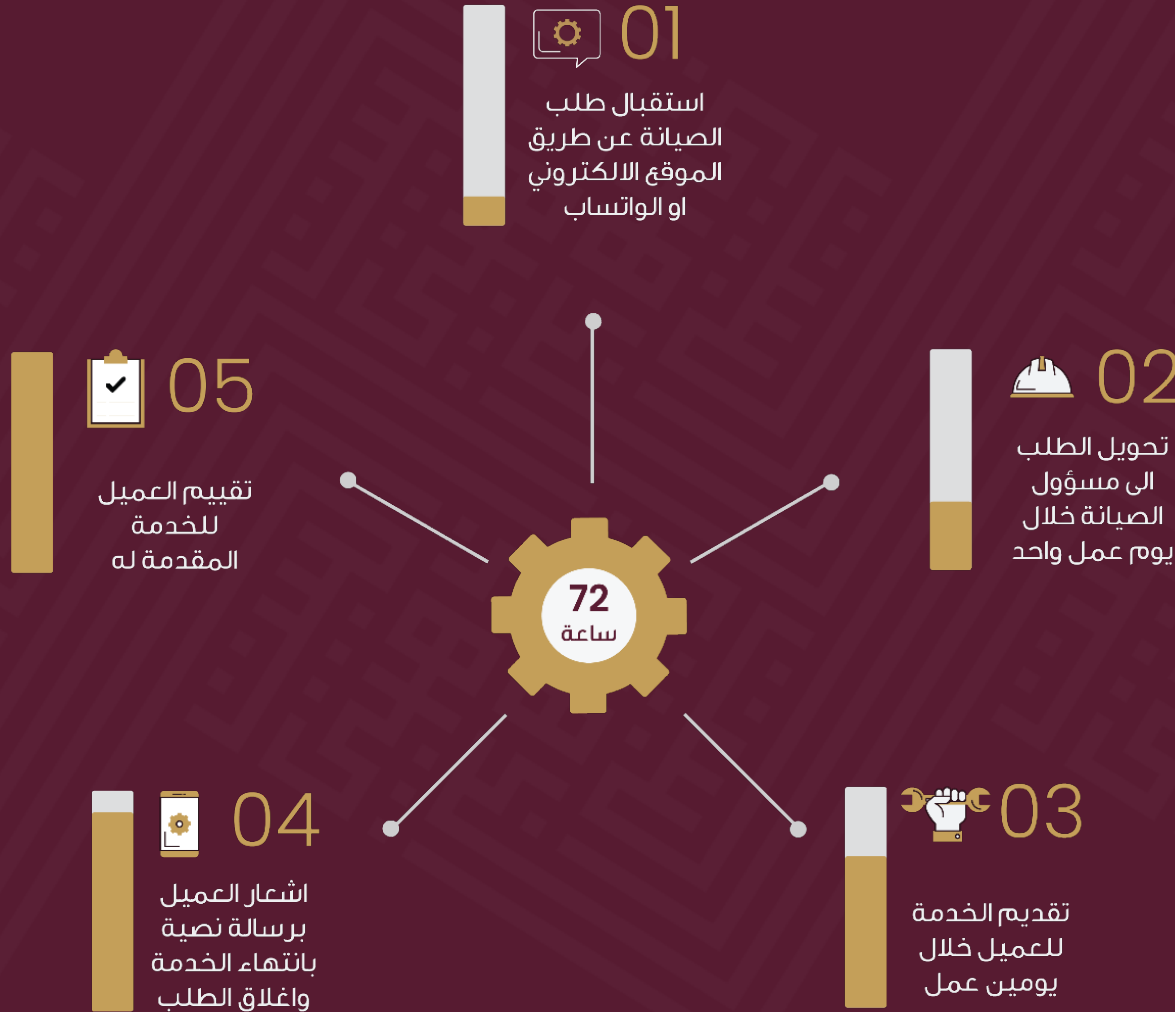 01
استقبال طلب
الصيانة عن طريق
الموقع الالكتروني
او الواتساب
02
تحويل الطلب
الى مسؤول
الصيانة خلال
يوم عمل واحد
03
تقديم الخدمة
للعميل خلال
يومين عمل
04
اشعار العميل
برسالة نصية
بانتهاء الخدمة
واغلاق الطلب
05
تقييم العميل
للخدمة
المقدمة له
72
ساعة